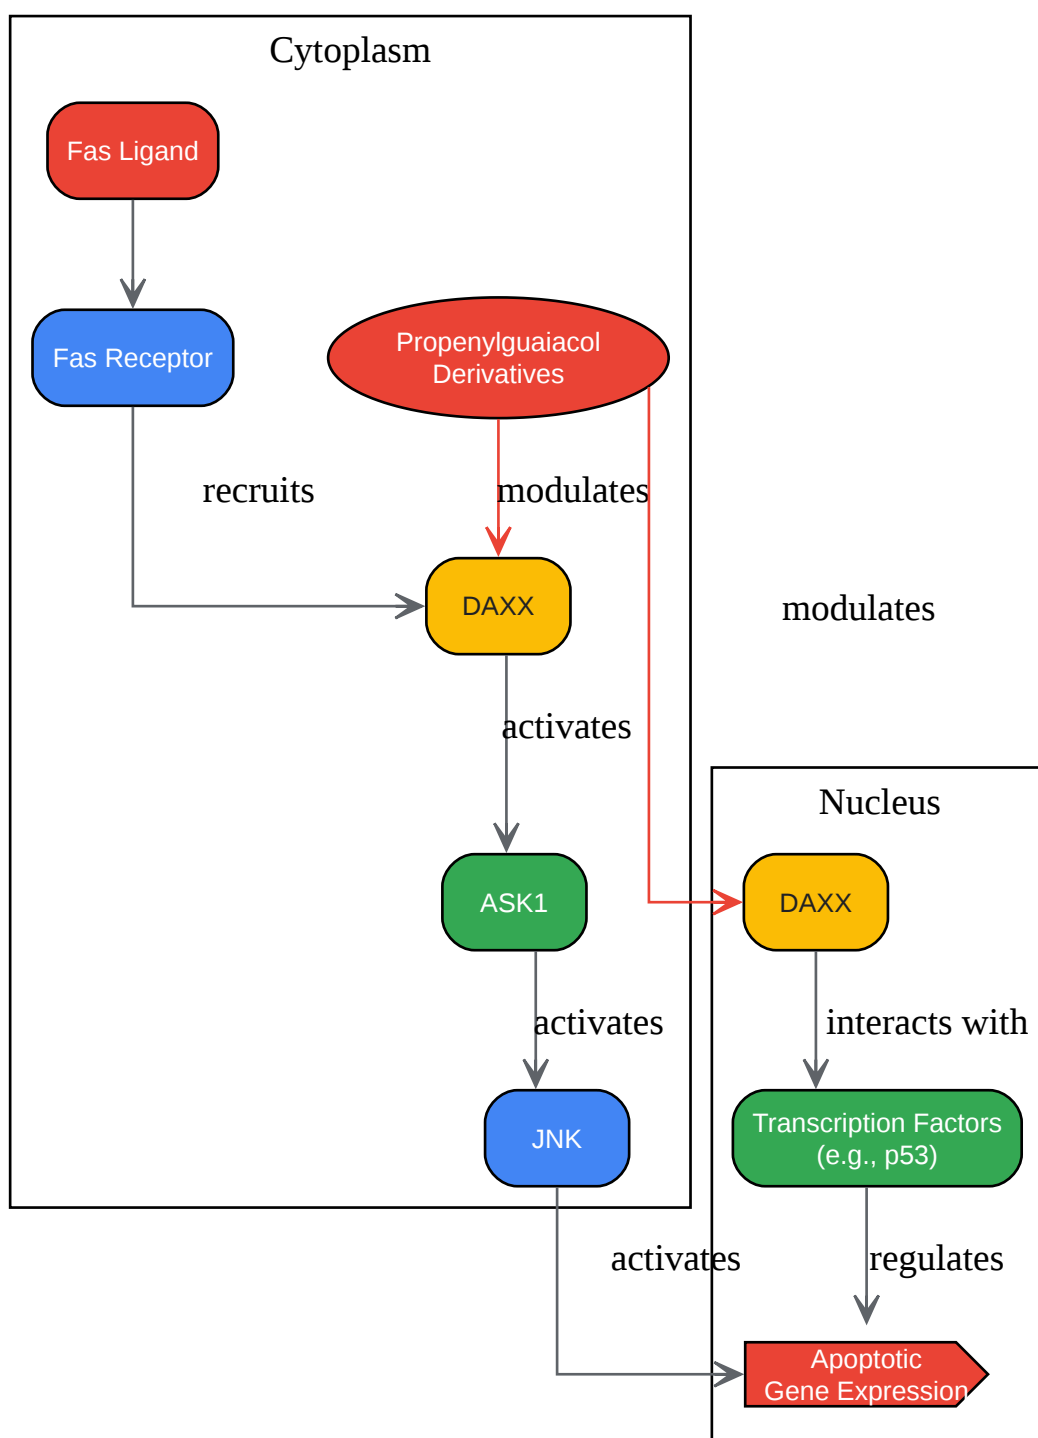 Cytoplasm
Fas Ligand
Fas Receptor
Propenylguaiacol
Derivatives
recruits
modulates
DAXX
modulates
activates
Nucleus
ASK1
DAXX
activates
interacts with
JNK
Transcription Factors
(e.g., p53)
activates
regulates
Apoptotic
Gene Expression